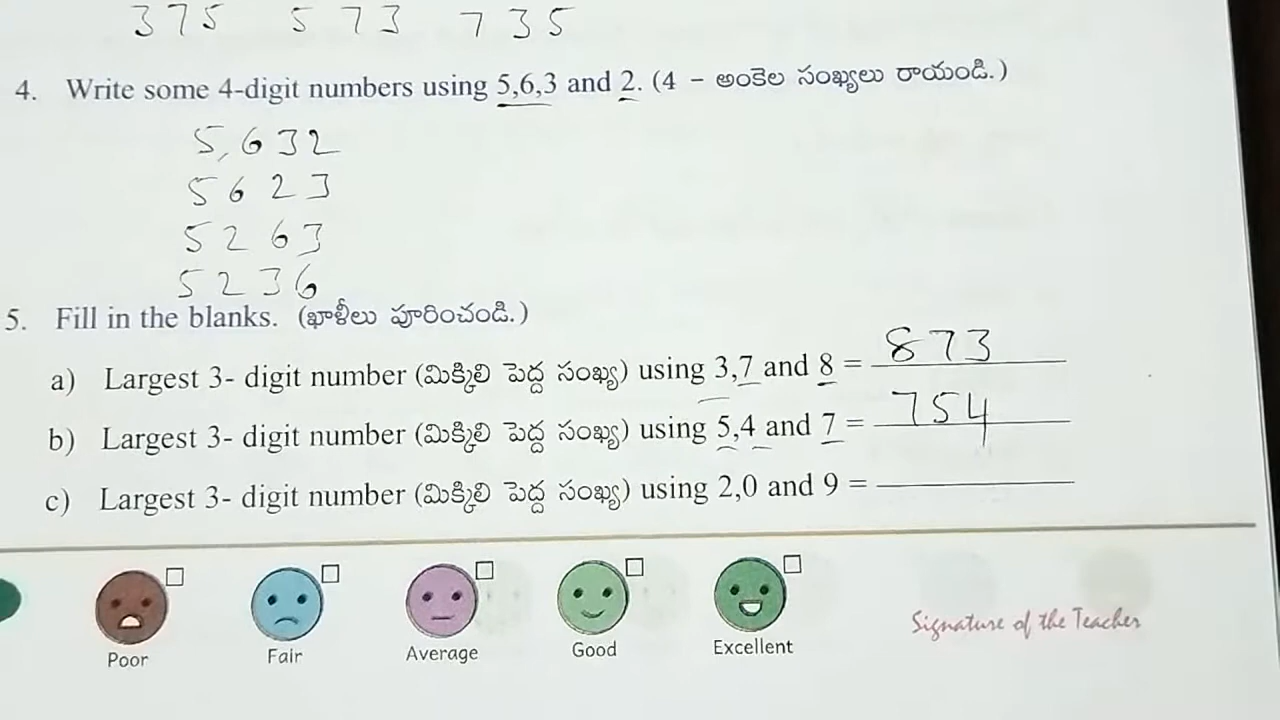 375 573 735
4. Write some 4-digit numbers using 5,6,3 and 2. (4 – అంకెల సంఖ్యలు రాయండి.)
5,632
5623
5263
5236
5. Fill in the blanks. (ఖాళీలు పూరించండి.)
a) Largest 3- digit number (మిక్కిలి పెద్ద సంఖ్య) using 3,7 and 8 = 873
b) Largest 3- digit number (మిక్కిలి పెద్ద సంఖ్య) using 5,4 and 7 = 754
c) Largest 3- digit number (మిక్కిలి పెద్ద సంఖ్య) using 2,0 and 9 =
Poor Fair Average Good Excellent
Signature of the Teacher